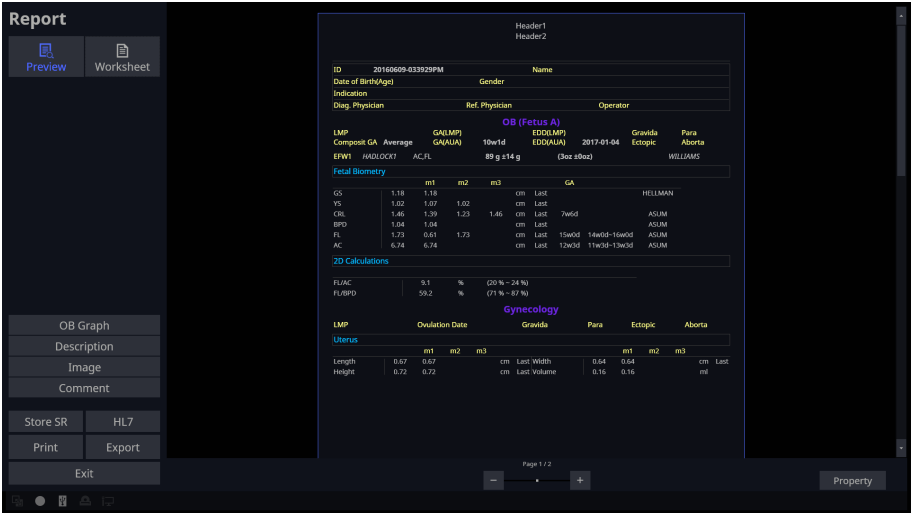 Report
Preview Worksheet
Header1
Header2
ID 20160609-033929PM Name
Date of Birth(Age) Gender
Indication
Diag. Physician Ref. Physician Operator
OB (Fetus A)
LMP GA(LMP) EDD(LMP) Gravida Para
Composit GA Average GA(AUA) 10w1d EDD(AUA) 2017-01-04 Ectopic Aborta
EFW1 HADLOCK1 AC,FL 89 g ±14 g (3oz ±0oz) WILLIAMS
Fetal Biometry
m1 m2 m3 GA
GS 1.18 1.18 cm Last HELLMAN
YS 1.02 1.07 1.02 cm Last
CRL 1.46 1.39 1.23 1.46 cm Last 7w6d ASUM
BPD 1.04 1.04 cm Last ASUM
FL 1.73 0.61 1.73 cm Last 15w0d 14w0d~16w0d ASUM
AC 6.74 6.74 cm Last 12w3d 11w3d~13w3d ASUM
2D Calculations
FL/AC 9.1 % (20 % ~ 24 %)
FL/BPD 59.2 % (71 % ~ 87 %)
Gynecology
LMP Ovulation Date Gravida Para Ectopic Aborta
Uterus
m1 m2 m3 m1 m2 m3
Length 0.67 0.67 cm Last Width 0.64 0.64 cm Last
Height 0.72 0.72 cm Last Volume 0.16 0.16 ml
OB Graph
Description
Image
Comment
Store SR HL7
Print Export
Exit
Page 1 / 2
− +
Property